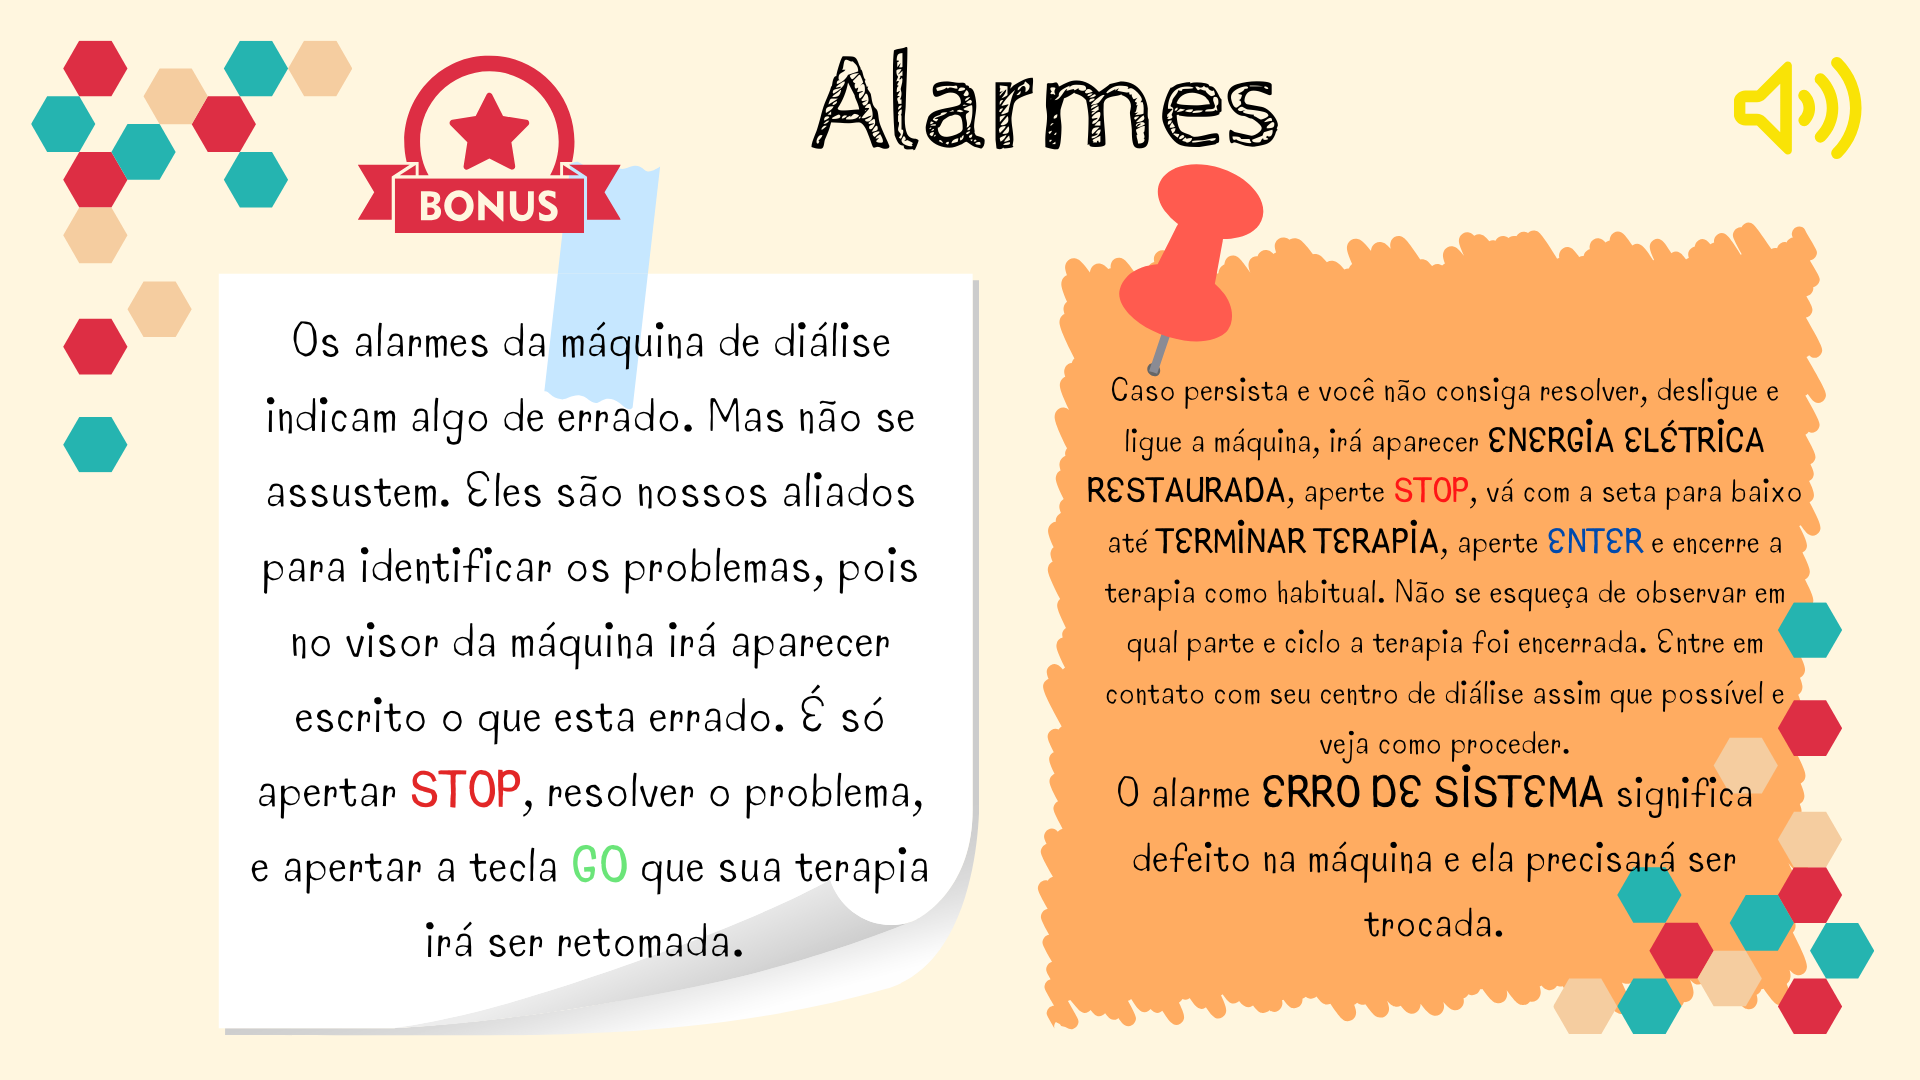 Alarmes
BONUS
Os alarmes da máquina de diálise
indicam algo de errado. Mas não se
assustem. Eles são nossos aliados
para identificar os problemas, pois
no visor da máquina irá aparecer
escrito o que esta errado. É só
apertar STOP, resolver o problema,
e apertar a tecla GO que sua terapia
irá ser retomada.
Caso persista e você não consiga resolver, desligue e
ligue a máquina, irá aparecer ENERGIA ELÉTRICA
RESTAURADA, aperte STOP, vá com a seta para baixo
até TERMINAR TERAPIA, aperte ENTER e encerre a
terapia como habitual. Não se esqueça de observar em
qual parte e ciclo a terapia foi encerrada. Entre em
contato com seu centro de diálise assim que possível e
veja como proceder.
O alarme ERRO DE SISTEMA significa
defeito na máquina e ela precisará ser
trocada.